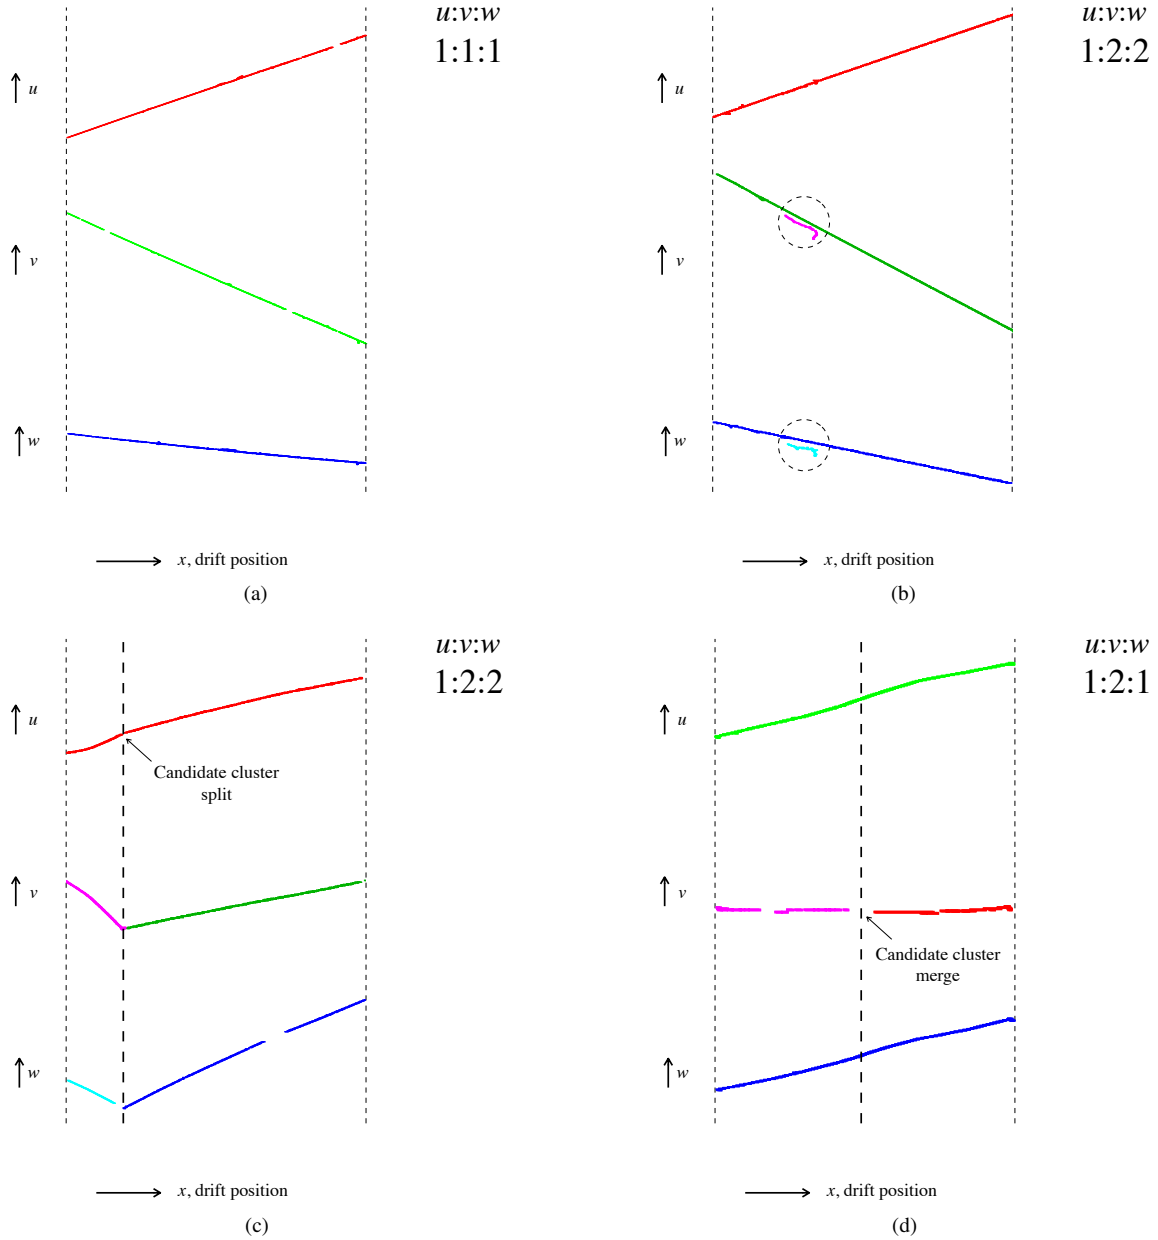 u:v:w
1:1:1
u
v
w
x, drift position
(a)
u:v:w
1:2:2
u
v
w
x, drift position
(b)
u:v:w
1:2:2
u
Candidate cluster
split
v
w
x, drift position
(c)
u:v:w
1:2:1
u
v
Candidate cluster
merge
w
x, drift position
(d)